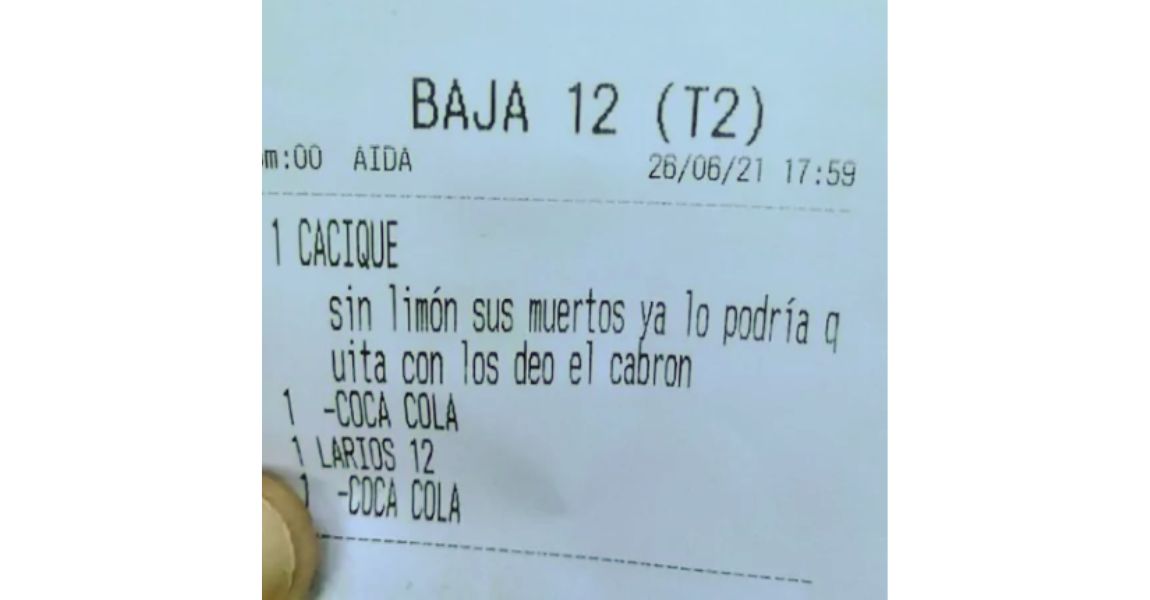 BAJA 12 (T2)
m:00 AIDA 26/06/21 17:59
1 CACIQUE
sin limón sus muertos ya lo podría q
uita con los deo el cabron
1 -COCA COLA
1 LARIOS 12
1 -COCA COLA